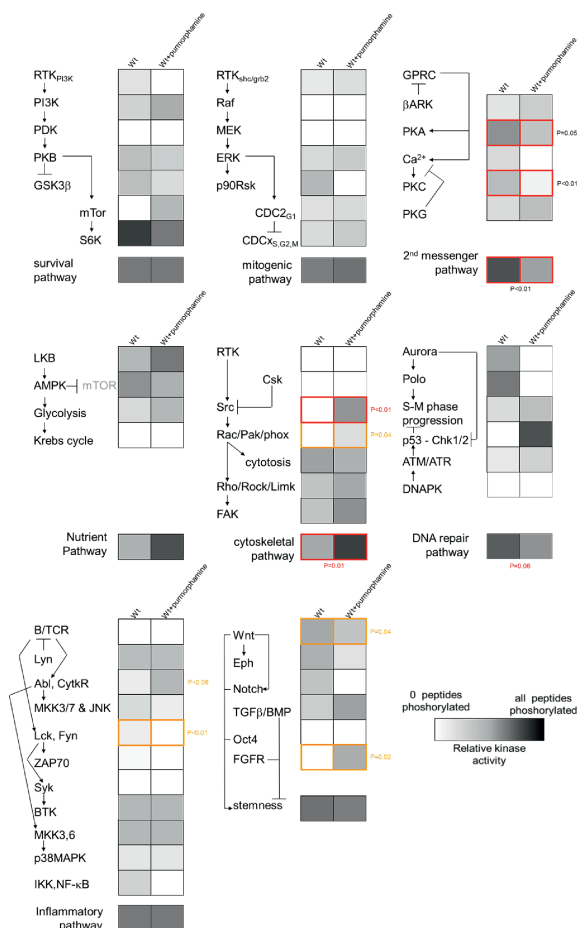 Wt
Wt+purmorphamine
RTKPI3K
PI3K
PDK
PKB
GSK3β
mTor
S6K
survival
pathway
Wt
Wt+purmorphamine
RTKshc/grb2
Raf
MEK
ERK
p90Rsk
CDC2G1
CDCxS,G2,M
mitogenic
pathway
Wt
Wt+purmorphamine
GPRC
βARK
PKA
P=0.05
Ca2+
PKC
P<0.01
PKG
2nd messenger
pathway
P<0.01
Wt
Wt+purmorphamine
LKB
AMPK
mTOR
Glycolysis
Krebs cycle
Nutrient
Pathway
Wt
Wt+purmorphamine
RTK
Csk
Src
P<0.01
Rac/Pak/phox
P=0.04
cytotosis
Rho/Rock/Limk
FAK
cytoskeletal
pathway
P=0.01
Wt
Wt+purmorphamine
Aurora
Polo
S-M phase
progression
p53 - Chk1/2
ATM/ATR
DNAPK
DNA repair
pathway
P=0.06
Wt
Wt+purmorphamine
B/TCR
Lyn
Abl, CytkR
P=0.06
MKK3/7 & JNK
Lck, Fyn
P<0.01
ZAP70
Syk
BTK
MKK3,6
p38MAPK
IKK,NF-κB
Inflammatory
pathway
Wt
Wt+purmorphamine
Wnt
P=0.04
Eph
Notch
TGFβ/BMP
Oct4
FGFR
P=0.02
stemness
0 peptides
phoshorylated
all peptides
phosphorylated
Relative kinase
activity